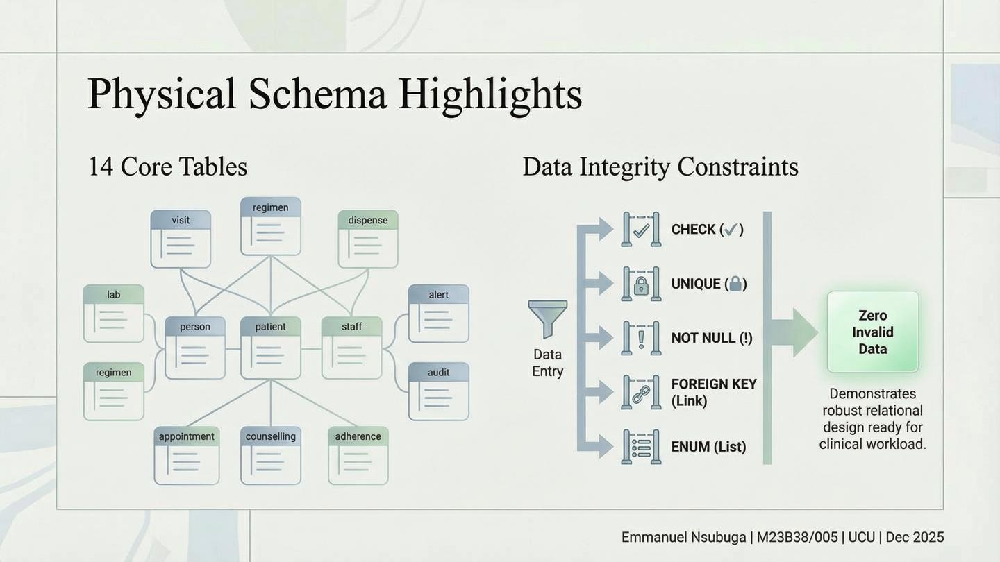 Physical Schema Highlights
14 Core Tables
visit
regimen
dispense
lab
alert
person
patient
staff
regimen
audit
appointment
counselling
adherence
Data Integrity Constraints
Data
Entry
CHECK (✓)
UNIQUE (🔒)
NOT NULL (!)
FOREIGN KEY
(Link)
ENUM (List)
Zero
Invalid
Data
Demonstrates
robust relational
design ready for
clinical workload.
Emmanuel Nsubuga | M23B38/005 | UCU | Dec 2025